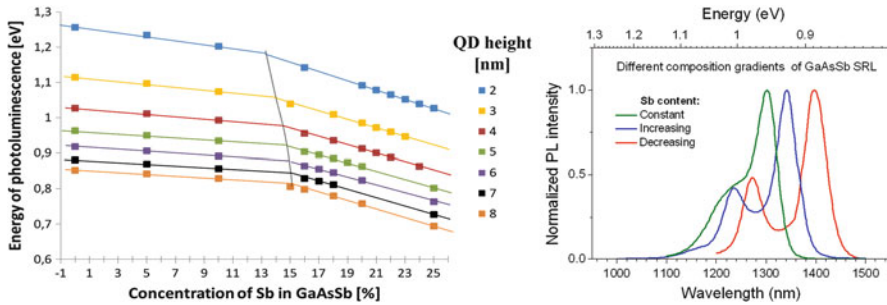 Energy of photoluminescence [eV]
1,3
1,2
1,1
1
0,9
0,8
0,7
0,6
-1 1 3 5 7 9 11 13 15 17 19 21 23 25
Concentration of Sb in GaAsSb [%]
QD height
[nm]
2
3
4
5
6
7
8
Energy (eV)
1.3 1.2 1.1 1 0.9
Different composition gradients of GaAsSb SRL
Sb content:
Constant
Increasing
Decreasing
Normalized PL intensity
1.0
0.5
0.0
1000 1100 1200 1300 1400 1500
Wavelength (nm)